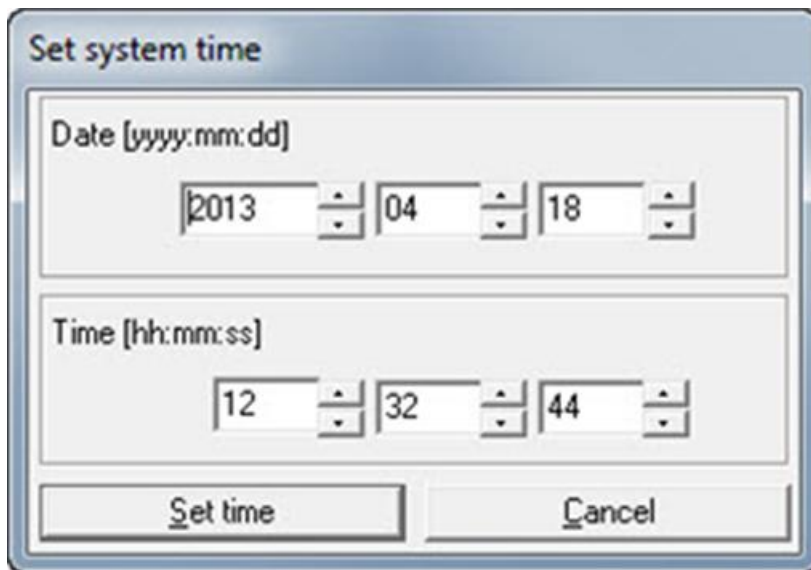 Set system time
Date [yyyy:mm:dd]
2013 04 18
Time [hh:mm:ss]
12 32 44
Set time Cancel